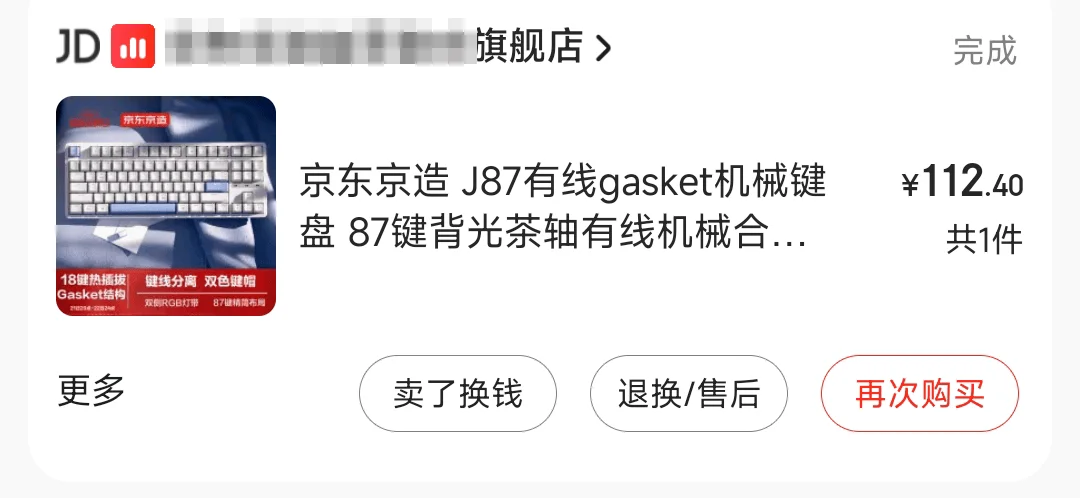 JD 旗舰店 >
完成
京东京造
18键热插拔
Gasket结构
键线分离 双色键帽
双侧RGB灯带 87键精简布局
京东京造 J87有线gasket机械键
盘 87键背光茶轴有线机械合...
¥112.40
共1件
更多
卖了换钱
退换/售后
再次购买